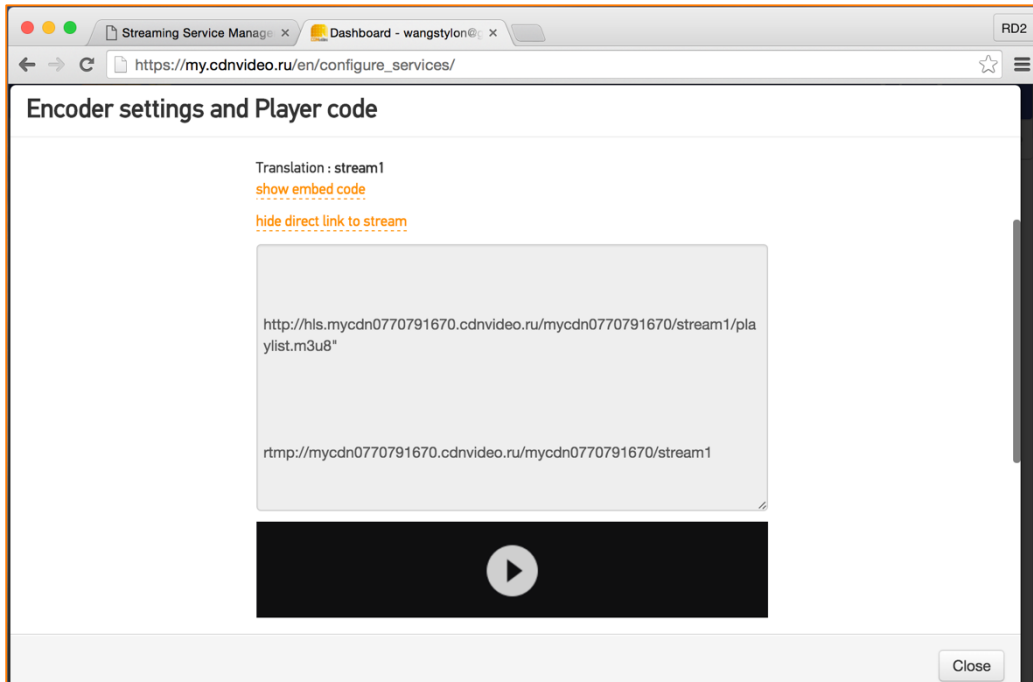 Streaming Service Manage
Dashboard - wangstylon@g
RD2
https://my.cdnvideo.ru/en/configure_services/
Encoder settings and Player code
Translation : stream1
show embed code
hide direct link to stream
http://hls.mycdn0770791670.cdnvideo.ru/mycdn0770791670/stream1/pla
ylist.m3u8"
rtmp://mycdn0770791670.cdnvideo.ru/mycdn0770791670/stream1
Close